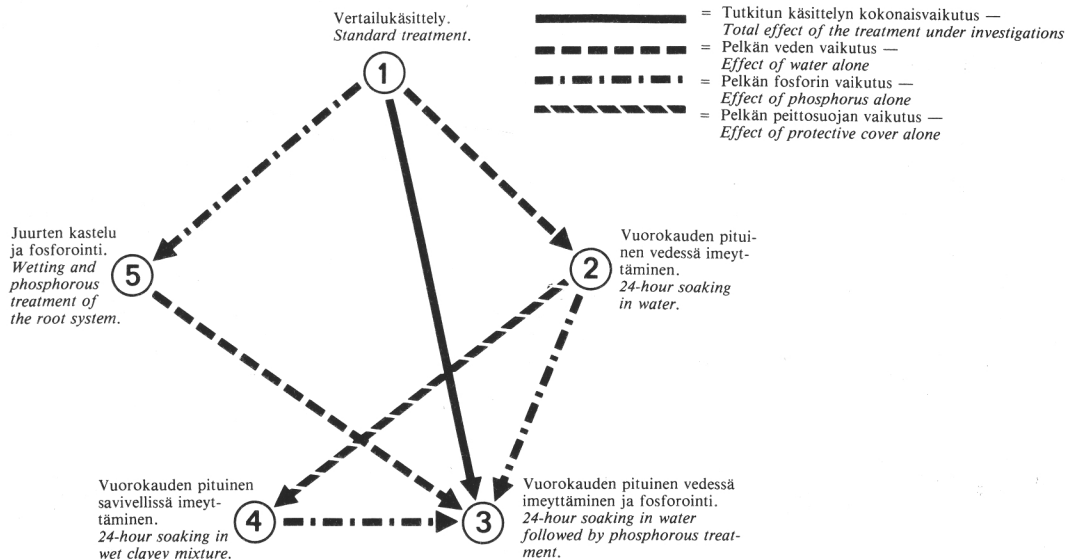 Vertailukäsittely.
Standard treatment.
1
= Tutkitun käsittelyn kokonaisvaikutus —
Total effect of the treatment under investigations
= Pelkän veden vaikutus —
Effect of water alone
= Pelkän fosforin vaikutus —
Effect of phosphorus alone
= Pelkän peittosuojan vaikutus —
Effect of protective cover alone
Juurten kastelu
ja fosforointi.
Wetting and
phosphorous
treatment of
the root system.
5
2
Vuorokauden pitui-
nen vedessä imeyt-
täminen.
24-hour soaking
in water.
Vuorokauden pituinen
savivellissä imeyt-
täminen.
24-hour soaking in
wet clayey mixture.
4
3
Vuorokauden pituinen vedessä
imeyttäminen ja fosforointi.
24-hour soaking in water
followed by phosphorous treat-
ment.